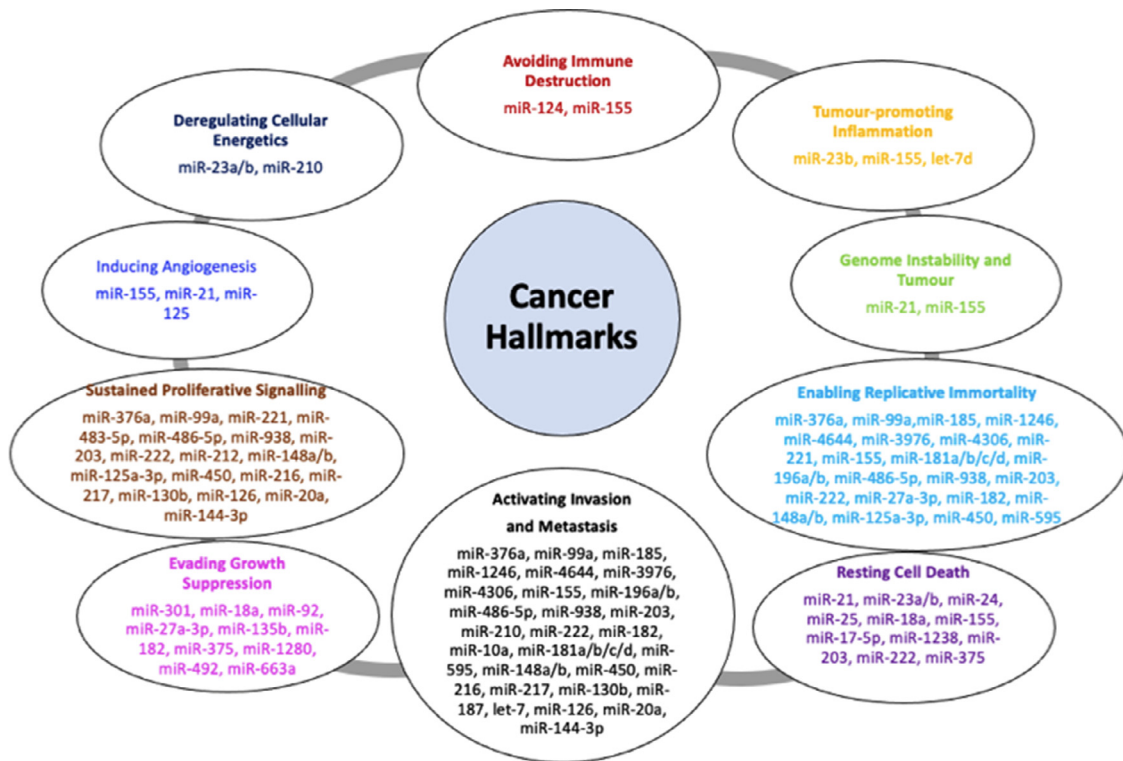 Avoiding Immune
Destruction
miR-124, miR-155
Tumour-promoting
Inflammation
miR-23b, miR-155, let-7d
Genome Instability and
Tumour
miR-21, miR-155
Enabling Replicative Immortality
miR-376a, miR-99a,miR-185, miR-1246,
miR-4644, miR-3976, miR-4306, miR-
221, miR-155, miR-181a/b/c/d, miR-
196a/b, miR-486-5p, miR-938, miR-203,
miR-222, miR-27a-3p, miR-182, miR-
148a/b, miR-125a-3p, miR-450, miR-595
Resting Cell Death
miR-21, miR-23a/b, miR-24,
miR-25, miR-18a, miR-155,
miR-17-5p, miR-1238, miR-
203, miR-222, miR-375
Activating Invasion
and Metastasis
miR-376a, miR-99a, miR-185,
miR-1246, miR-4644, miR-3976,
miR-4306, miR-155, miR-196a/b,
miR-486-5p, miR-938, miR-203,
miR-210, miR-222, miR-182,
miR-10a, miR-181a/b/c/d, miR-
595, miR-148a/b, miR-450, miR-
216, miR-217, miR-130b, miR-
187, let-7, miR-126, miR-20a,
miR-144-3p
Evading Growth
Suppression
miR-301, miR-18a, miR-92,
miR-27a-3p, miR-135b, miR-
182, miR-375, miR-1280,
miR-492, miR-663a
Sustained Proliferative Signalling
miR-376a, miR-99a, miR-221, miR-
483-5p, miR-486-5p, miR-938, miR-
203, miR-222, miR-212, miR-148a/b,
miR-125a-3p, miR-450, miR-216, miR-
217, miR-130b, miR-126, miR-20a,
miR-144-3p
Inducing Angiogenesis
miR-155, miR-21, miR-
125
Deregulating Cellular
Energetics
miR-23a/b, miR-210
Cancer
Hallmarks